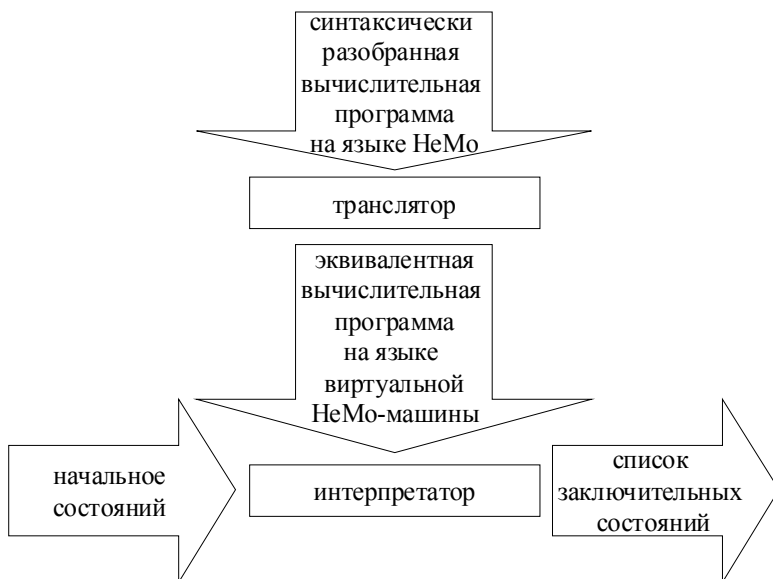 синтаксически
разобранная
вычислительная
программа
на языке НеМо
транслятор
эквивалентная
вычислительная
программа
на языке
виртуальной
НеМо-машины
начальное
состояний
интерпретатор
список
заключительных
состояний